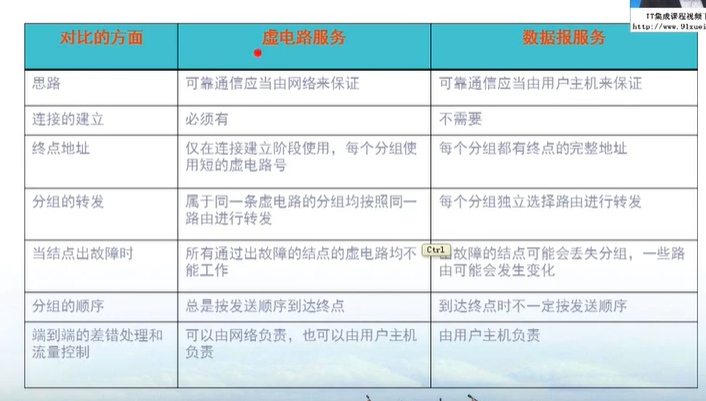 IT集成课程视频
http://www.91xuei
对比的方面 虚电路服务 数据报服务
思路 可靠通信应当由网络来保证 可靠通信应当由用户主机来保证
连接的建立 必须有 不需要
终点地址 仅在连接建立阶段使用，每个分组使 每个分组都有终点的完整地址
用短的虚电路号
分组的转发 属于同一条虚电路的分组均按照同一 每个分组独立选择路由进行转发
路由进行转发
当结点出故障时 所有通过出故障的结点的虚电路均不 Ctrl 故障的结点可能会丢失分组，一些路
能工作 由可能会发生变化
分组的顺序 总是按发送顺序到达终点 到达终点时不一定按发送顺序
端到端的差错处理和 可以由网络负责，也可以由用户主机 由用户主机负责
流量控制 负责